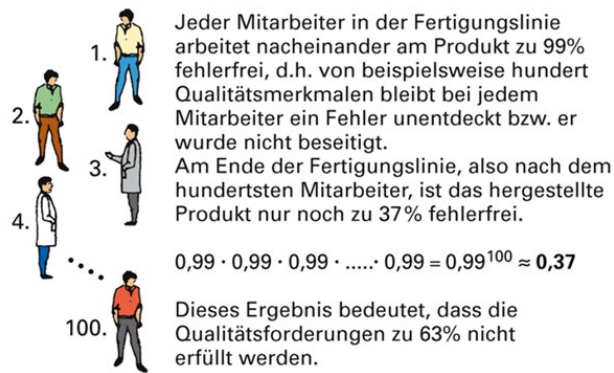 1.
2.
3.
4.
100.
Jeder Mitarbeiter in der Fertigungslinie
arbeitet nacheinander am Produkt zu 99%
fehlerfrei, d.h. von beispielsweise hundert
Qualitätsmerkmalen bleibt bei jedem
Mitarbeiter ein Fehler unentdeckt bzw. er
wurde nicht beseitigt.
Am Ende der Fertigungslinie, also nach dem
hundertsten Mitarbeiter, ist das hergestellte
Produkt nur noch zu 37% fehlerfrei.
0,99 · 0,99 · 0,99 · .....· 0,99 = 0,99¹⁰⁰ ≈ 0,37
Dieses Ergebnis bedeutet, dass die
Qualitätsforderungen zu 63% nicht
erfüllt werden.